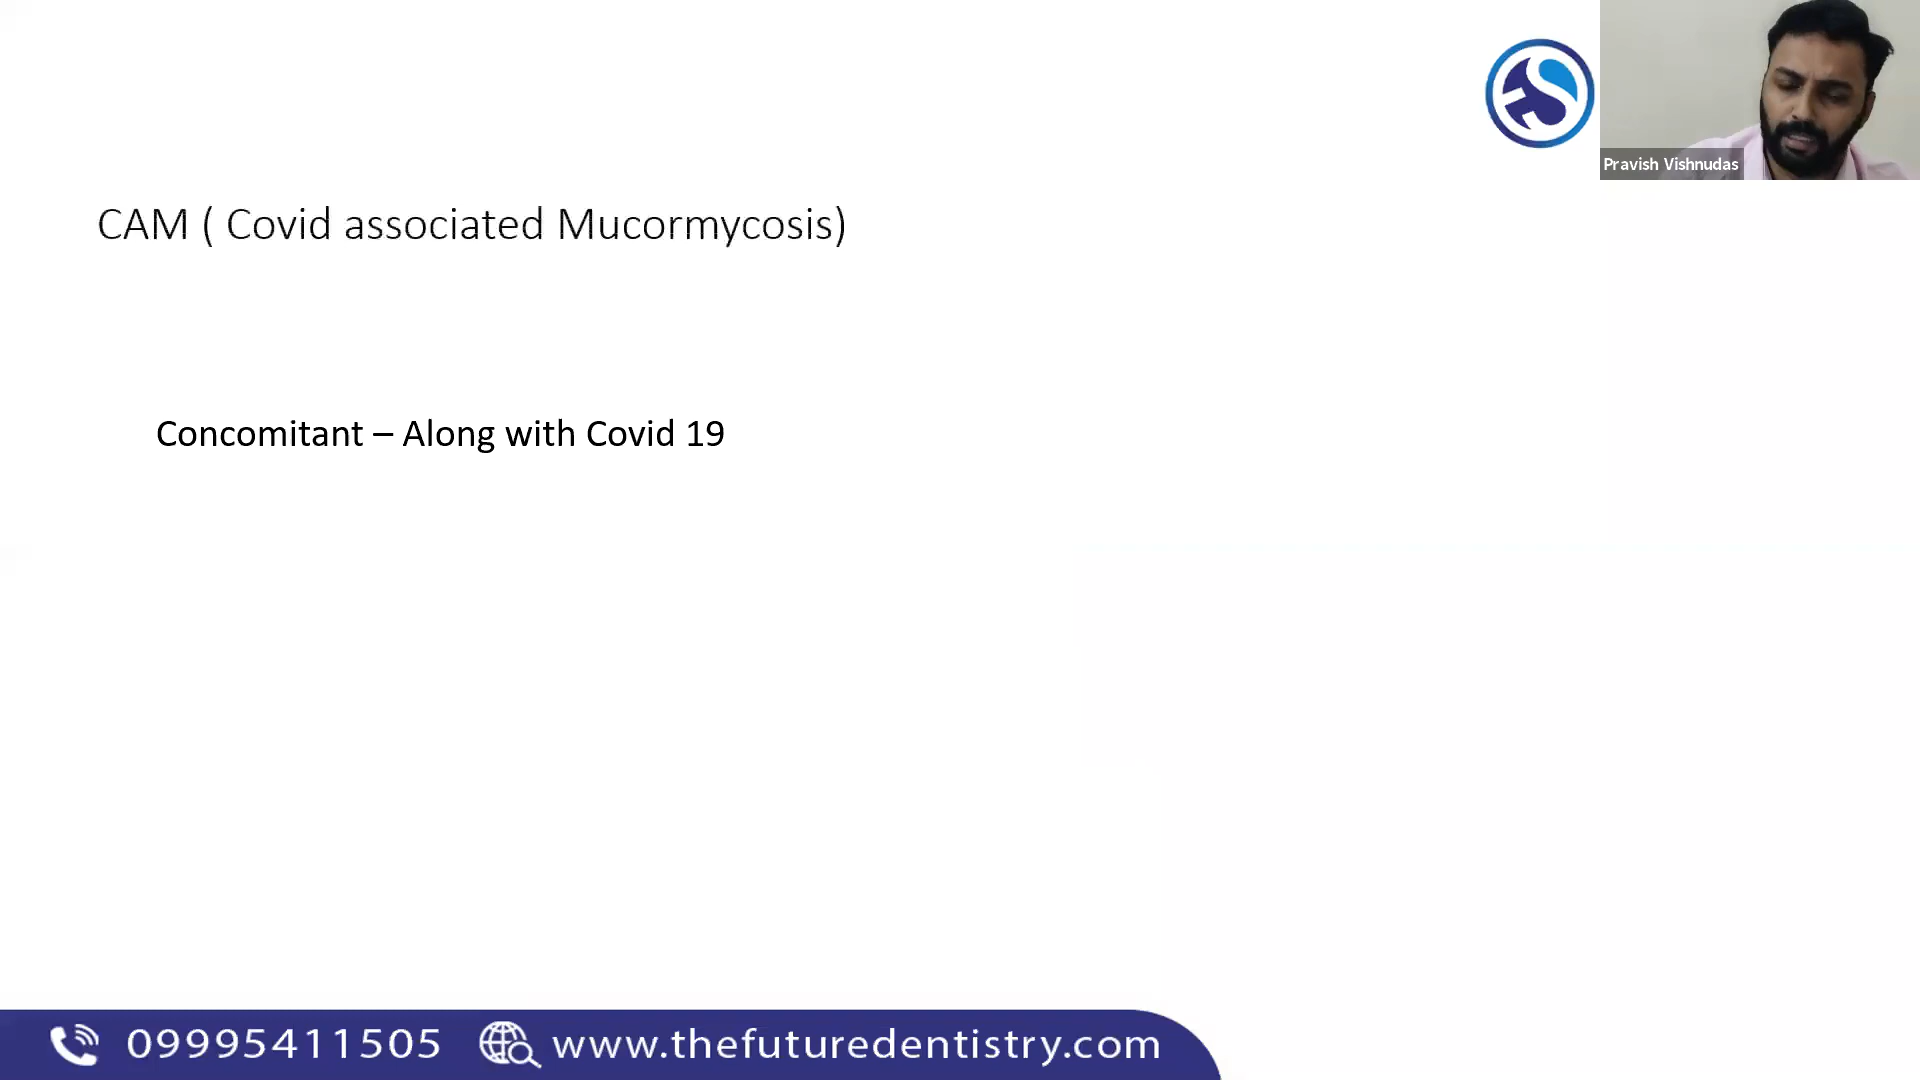 Pravish Vishnudas
CAM ( Covid associated Mucormycosis)
Concomitant – Along with Covid 19
09995411505
www.thefuturedentistry.com